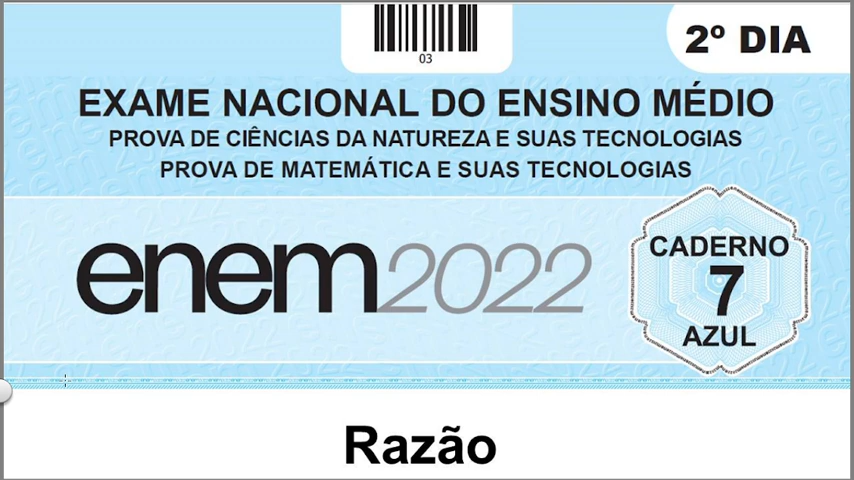 03
2º DIA
EXAME NACIONAL DO ENSINO MÉDIO
PROVA DE CIÊNCIAS DA NATUREZA E SUAS TECNOLOGIAS
PROVA DE MATEMÁTICA E SUAS TECNOLOGIAS
enem2022
CADERNO
7
AZUL
Razão